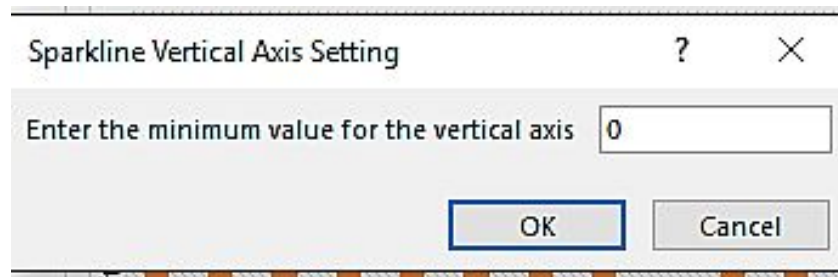 Sparkline Vertical Axis Setting ?
Enter the minimum value for the vertical axis 0
OK Cancel